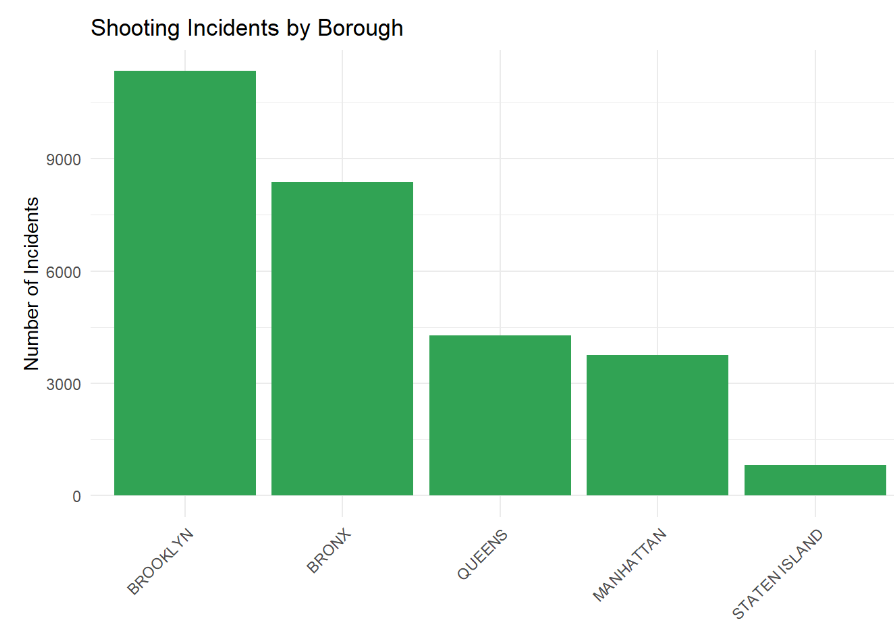 Shooting Incidents by Borough
Number of Incidents
9000
6000
3000
0
BROOKLYN
BRONX
QUEENS
MANHATTAN
STATEN ISLAND